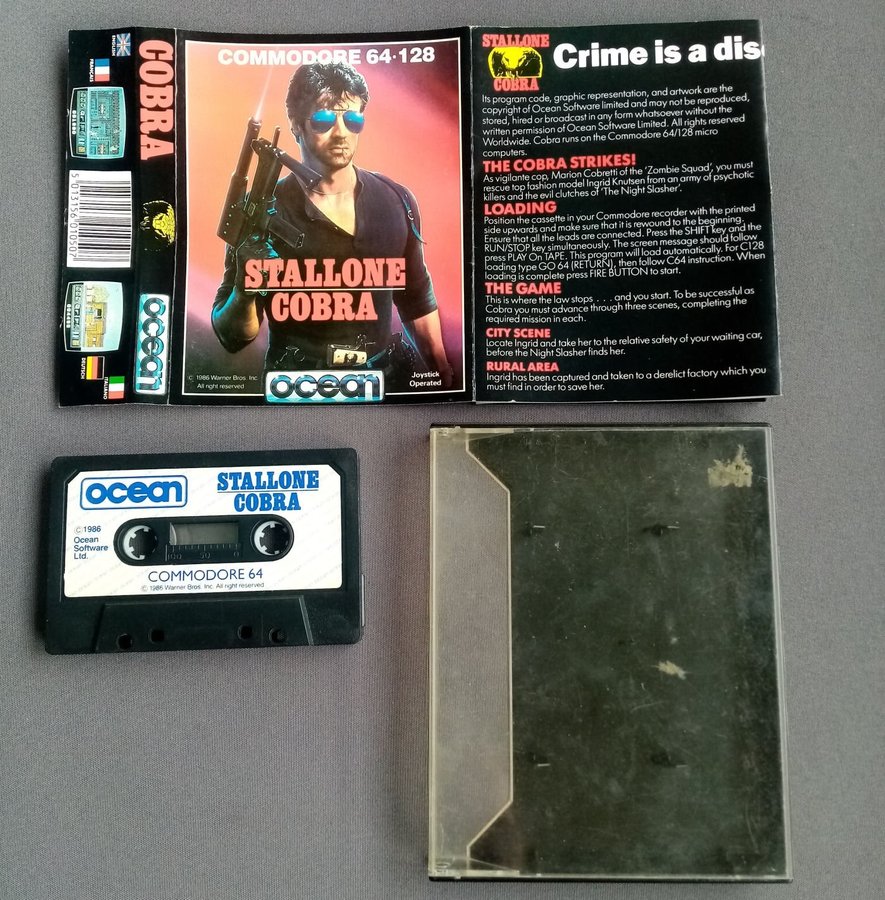 ENGLISH
FRANÇAIS
COBRA
5 013156 010507
DEUTSCH
ITALIANO
ocean
COMMODORE 64·128
STALLONE
COBRA
© 1986 Warner Bros. Inc.
All right reserved
ocean
Joystick
Operated
STALLONE
COBRA
Crime is a dis
Its program code, graphic representation, and artwork are the
copyright of Ocean Software limited and may not be reproduced,
stored, hired or broadcast in any form whatsoever without the
written permission of Ocean Software Limited. All rights reserved
Worldwide. Cobra runs on the Commodore 64/128 micro
computers.
THE COBRA STRIKES!
As vigilante cop, Marion Cobretti of the 'Zombie Squad', you must
rescue top fashion model Ingrid Knutsen from an army of psychotic
killers and the evil clutches of 'The Night Slasher'.
LOADING
Position the cassette in your Commodore recorder with the printed
side upwards and make sure that it is rewound to the beginning.
Ensure that all the leads are connected. Press the SHIFT key and the
RUN/STOP key simultaneously. The screen message should follow
press PLAY On TAPE. This program will load automatically. For C128
loading type GO 64 (RETURN), then follow C64 instruction. When
loading is complete press FIRE BUTTON to start.
THE GAME
This is where the law stops . . . and you start. To be successful as
Cobra you must advance through three scenes, completing the
required mission in each.
CITY SCENE
Locate Ingrid and take her to the relative safety of your waiting car,
before the Night Slasher finds her.
RURAL AREA
Ingrid has been captured and taken to a derelict factory which you
must find in order to save her.
ocean
STALLONE
COBRA
©1986
Ocean
Software
Ltd.
100 50 0
COMMODORE 64
© 1986 Warner Bros. Inc. All right reserved